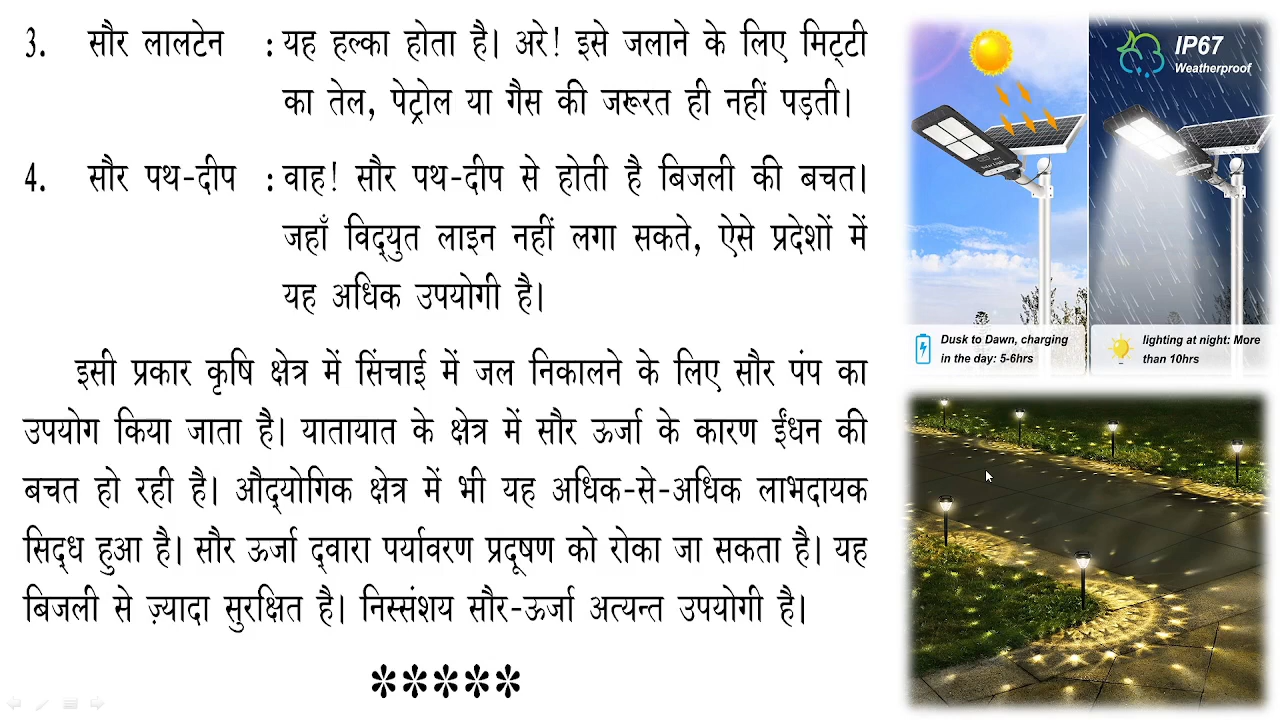 3. सौर लालटेन : यह हल्का होता है। अरे! इसे जलाने के लिए मिट्‌टी
का तेल, पेट्रोल या गैस की जरूरत ही नहीं पड़ती।
4. सौर पथ-दीप : वाह! सौर पथ-दीप से होती है बिजली की बचत।
जहाँ विद्‌युत लाइन नहीं लगा सकते, ऐसे प्रदेशों में
यह अधिक उपयोगी है।
इसी प्रकार कृषि क्षेत्र में सिंचाई में जल निकालने के लिए सौर पंप का
उपयोग किया जाता है। यातायात के क्षेत्र में सौर ऊर्जा के कारण ईंधन की
बचत हो रही है। औद्‌योगिक क्षेत्र में भी यह अधिक-से-अधिक लाभदायक
सिद्‌ध हुआ है। सौर ऊर्जा द्‌वारा पर्यावरण प्रदूषण को रोका जा सकता है। यह
बिजली से ज़्यादा सुरक्षित है। निस्संशय सौर-ऊर्जा अत्यन्त उपयोगी है।
*****
IP67
Weatherproof
Dusk to Dawn, charging
in the day: 5-6hrs
lighting at night: More
than 10hrs